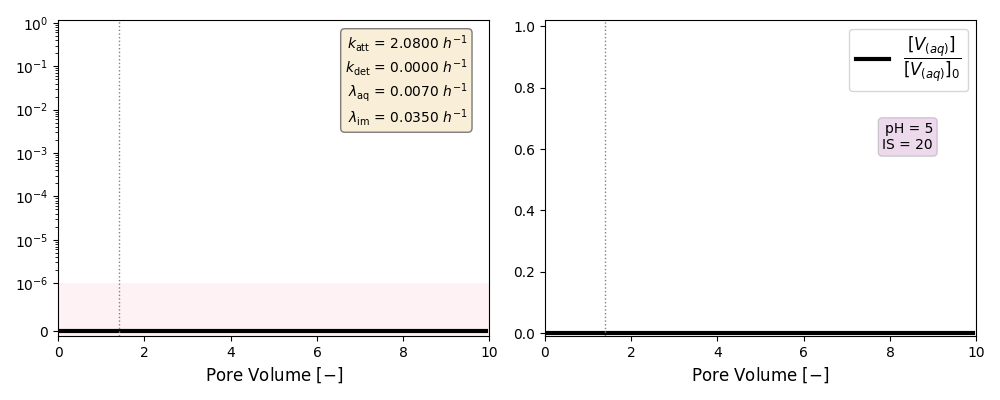 10⁰
10⁻¹
10⁻²
10⁻³
10⁻⁴
10⁻⁵
10⁻⁶
0
0 2 4 6 8 10
Pore Volume [−]
k_att = 2.0800 h⁻¹
k_det = 0.0000 h⁻¹
λ_aq = 0.0070 h⁻¹
λ_im = 0.0350 h⁻¹
1.0
0.8
0.6
0.4
0.2
0.0
0 2 4 6 8 10
Pore Volume [−]
[V_(aq)]
[V_(aq)]₀
pH = 5
IS = 20